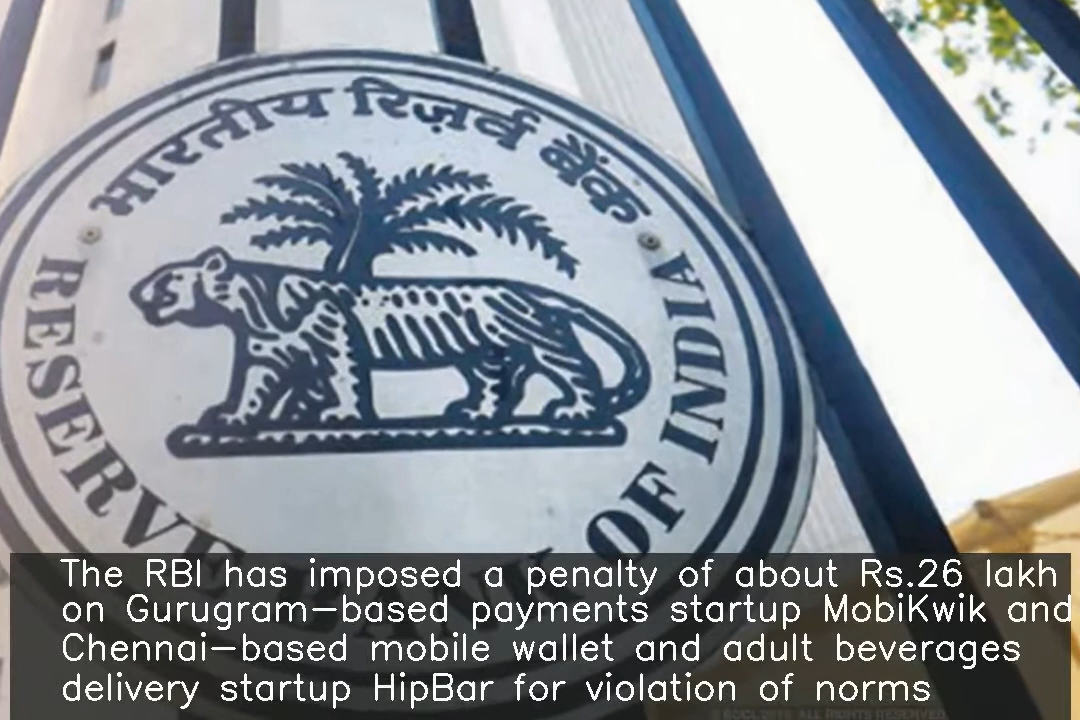 भारतीय रिज़र्व बैंक
RESERVE BANK OF INDIA
The RBI has imposed a penalty of about Rs.26 lakh
on Gurugram-based payments startup MobiKwik and
Chennai-based mobile wallet and adult beverages
delivery startup HipBar for violation of norms